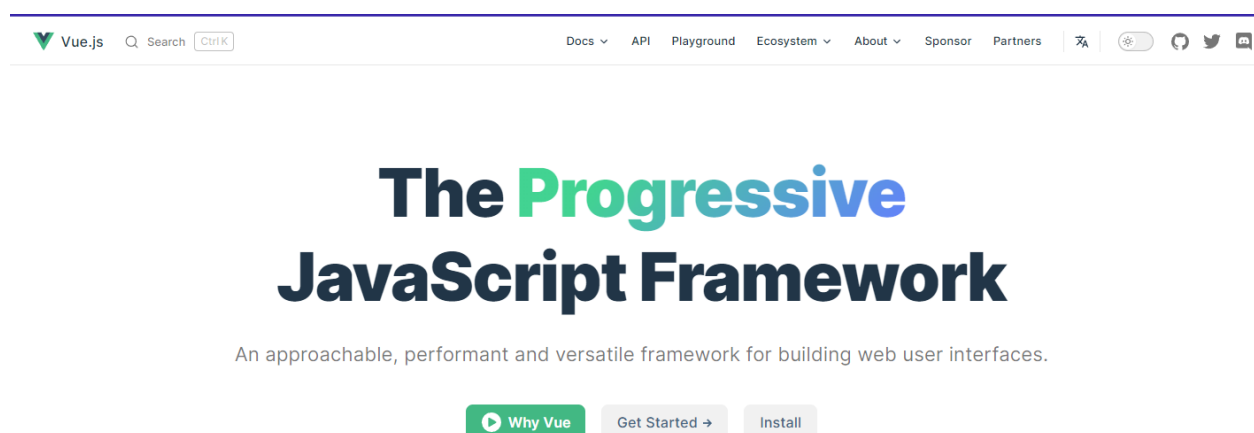 Vue.js Search Ctrl K Docs API Playground Ecosystem About Sponsor Partners
The Progressive
JavaScript Framework
An approachable, performant and versatile framework for building web user interfaces.
Why Vue Get Started → Install